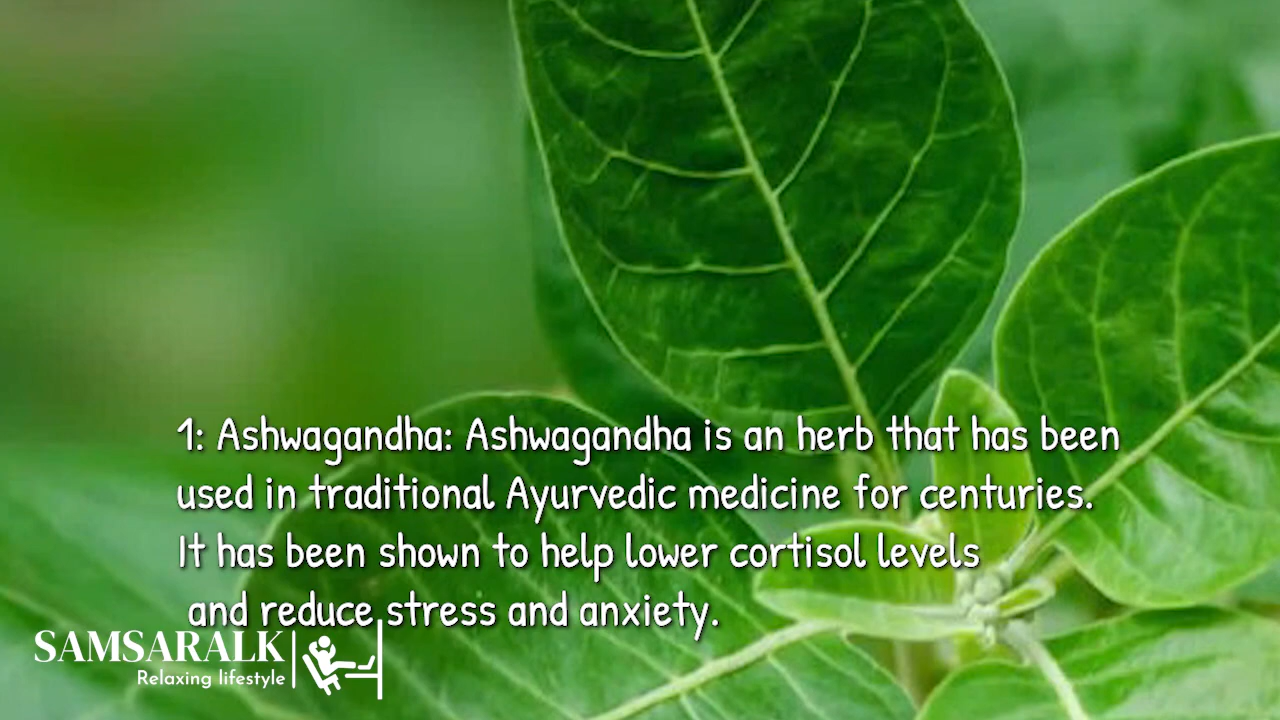 1: Ashwagandha: Ashwagandha is an herb that has been
used in traditional Ayurvedic medicine for centuries.
It has been shown to help lower cortisol levels
and reduce stress and anxiety.
SAMSARALK
Relaxing lifestyle